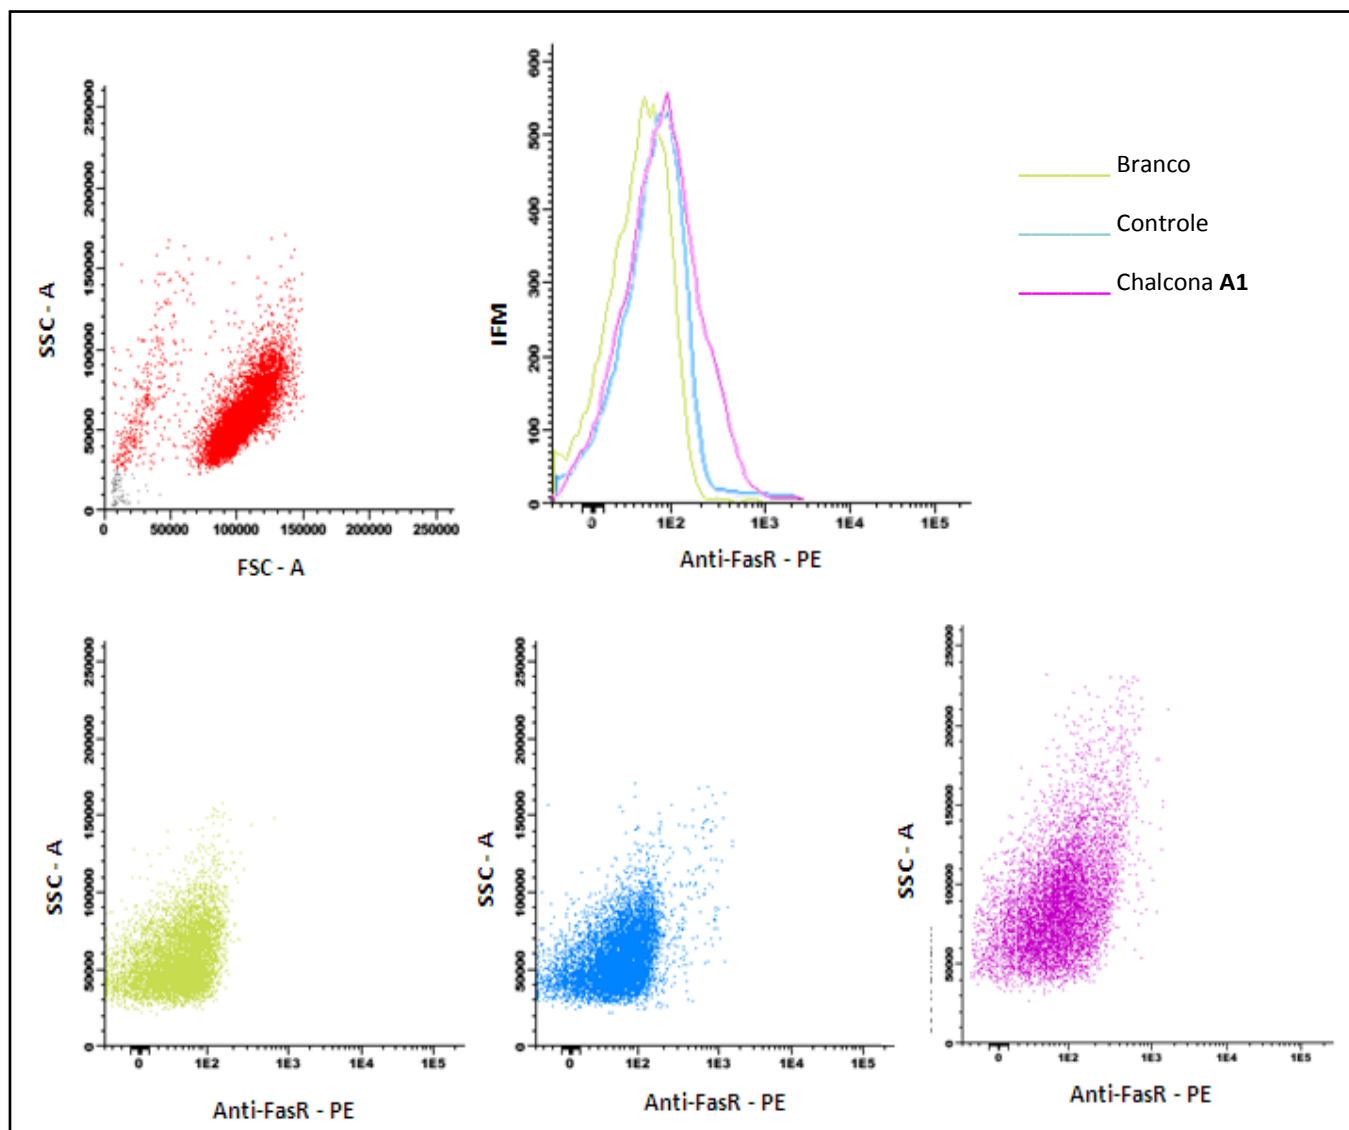 SSC - A
250000
200000
150000
100000
50000
0
0 50000 100000 150000 200000 250000
FSC - A
IFM
600
500
400
300
200
100
0
0 1E2 1E3 1E4 1E5
Anti-FasR - PE
Branco
Controle
Chalcona A1
SSC - A
250000
200000
150000
100000
50000
0
0 1E2 1E3 1E4 1E5
Anti-FasR - PE
SSC - A
250000
200000
150000
100000
50000
0
0 1E2 1E3 1E4 1E5
Anti-FasR - PE
SSC - A
250000
200000
150000
100000
50000
0
0 1E2 1E3 1E4 1E5
Anti-FasR - PE